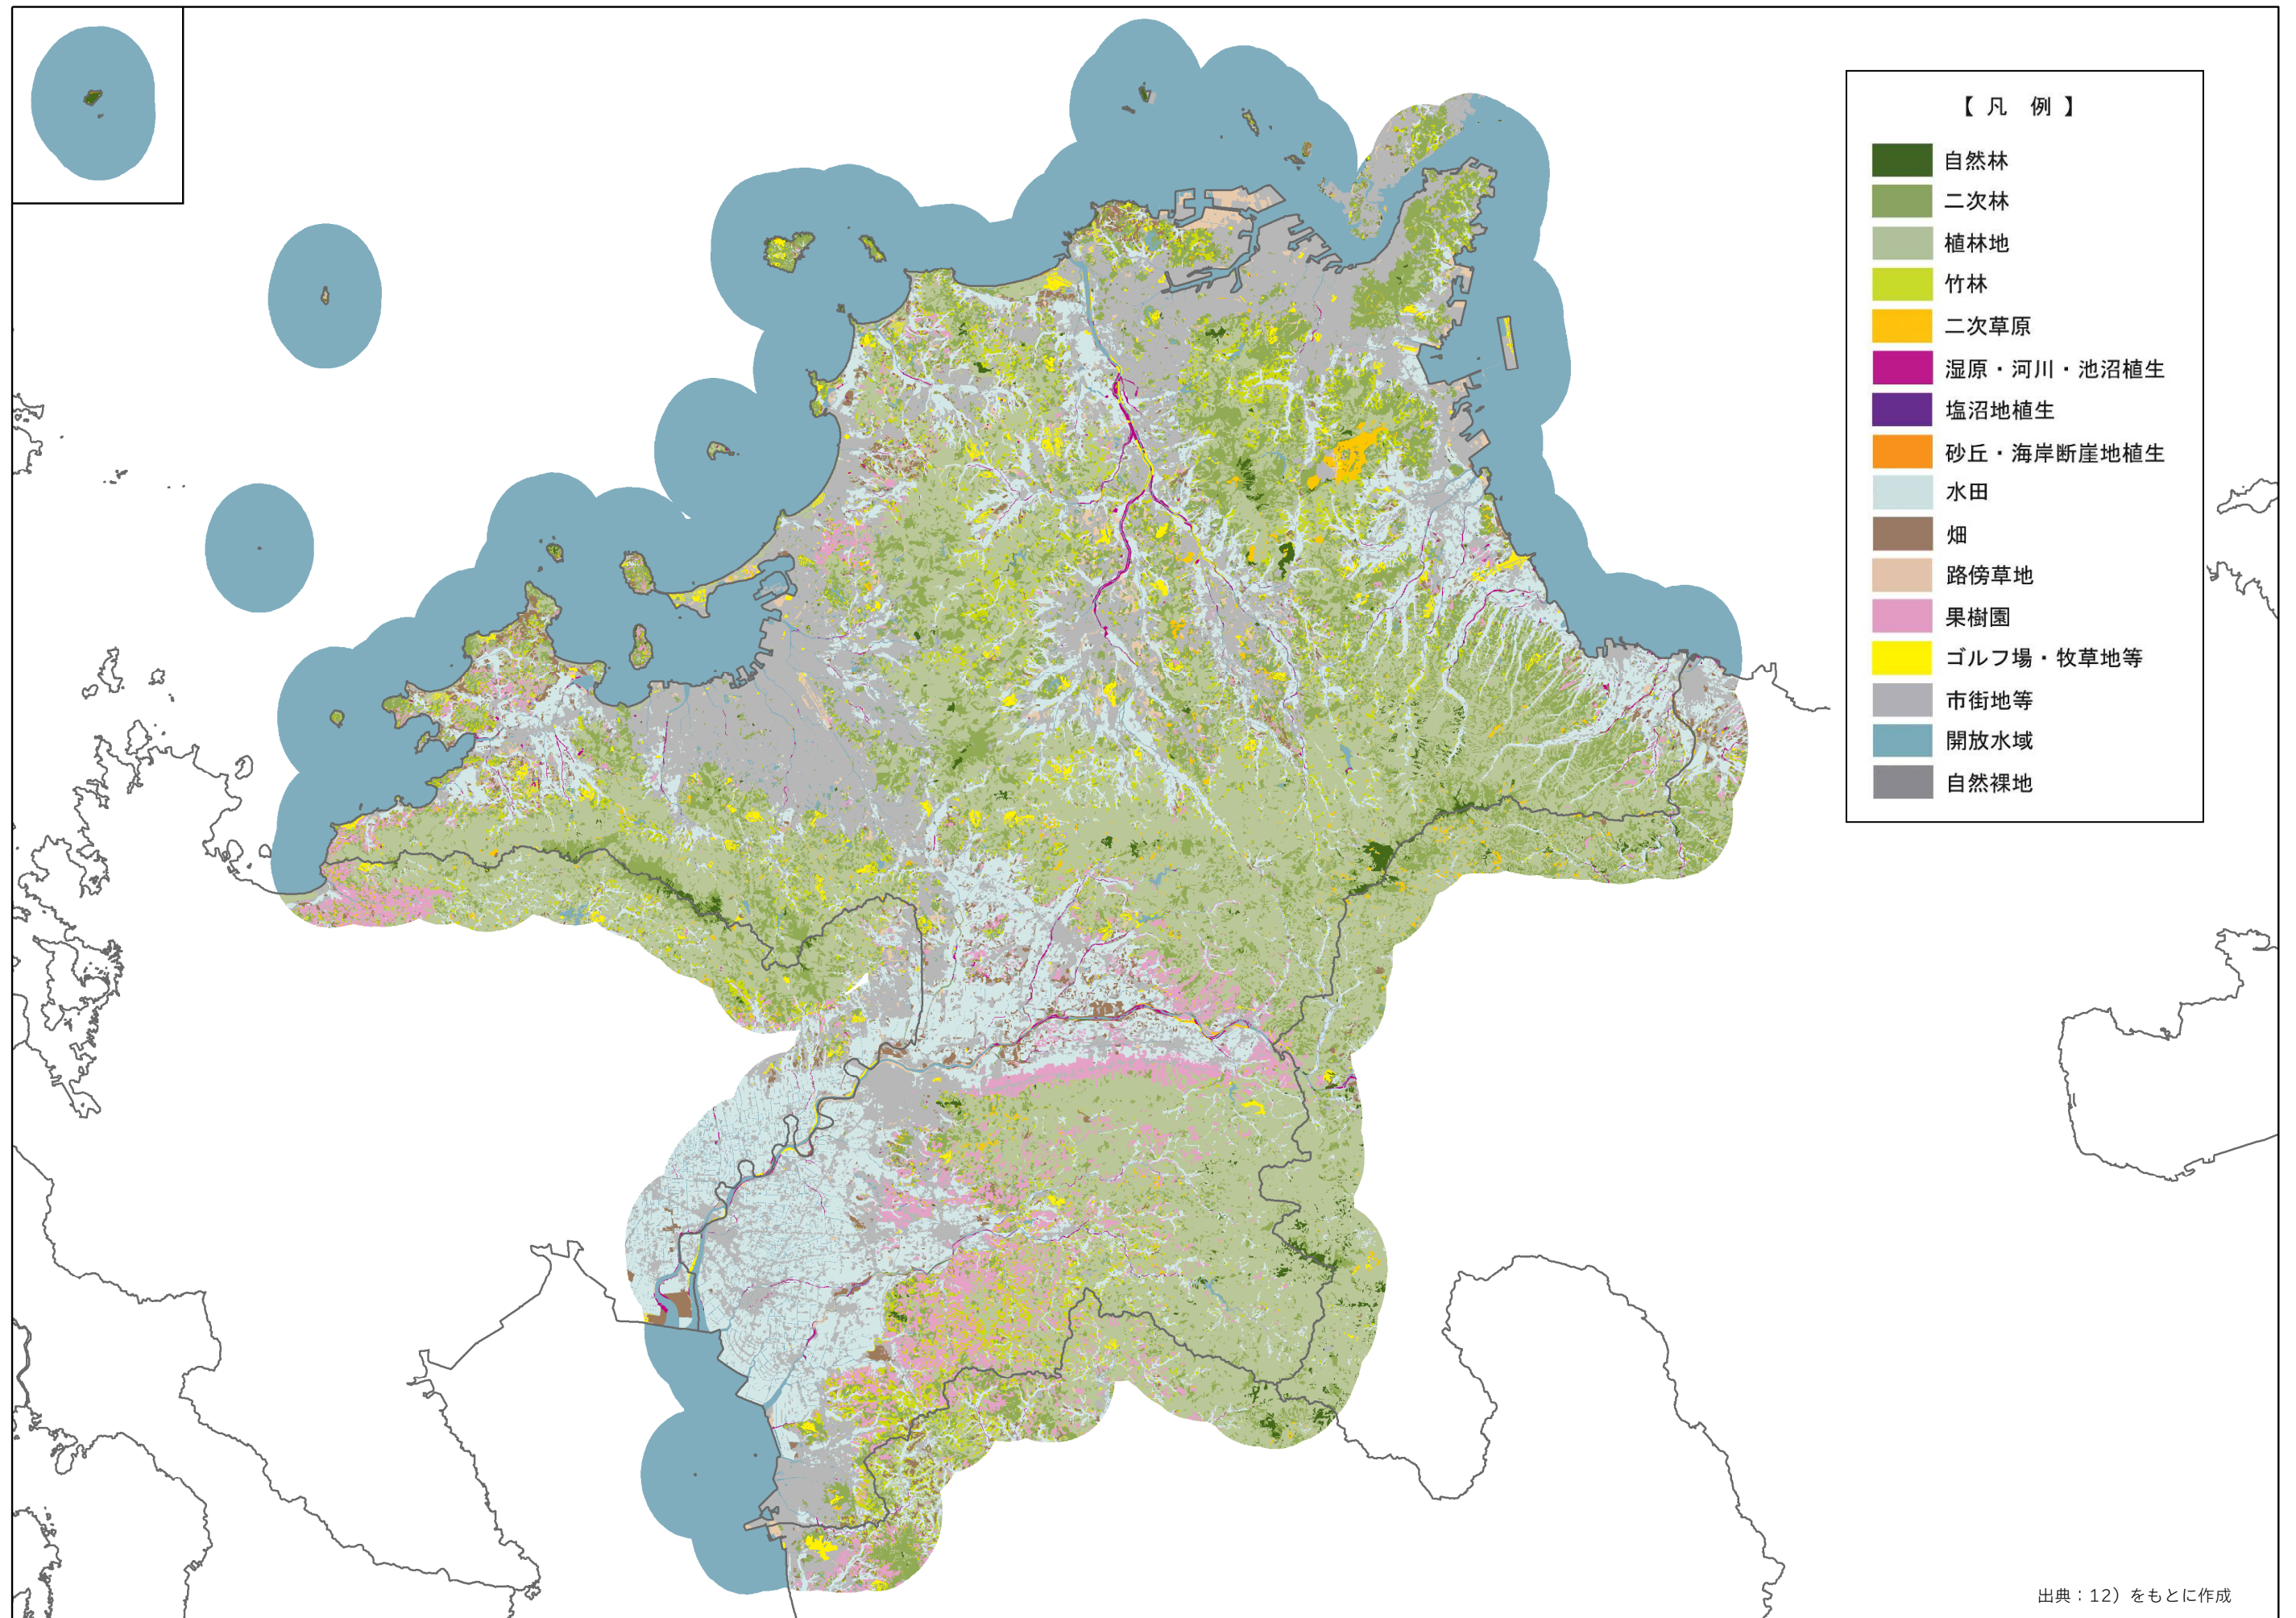 【 凡 例 】
自然林
二次林
植林地
竹林
二次草原
湿原・河川・池沼植生
塩沼地植生
砂丘・海岸断崖地植生
水田
畑
路傍草地
果樹園
ゴルフ場・牧草地等
市街地等
開放水域
自然裸地
出典：12）をもとに作成